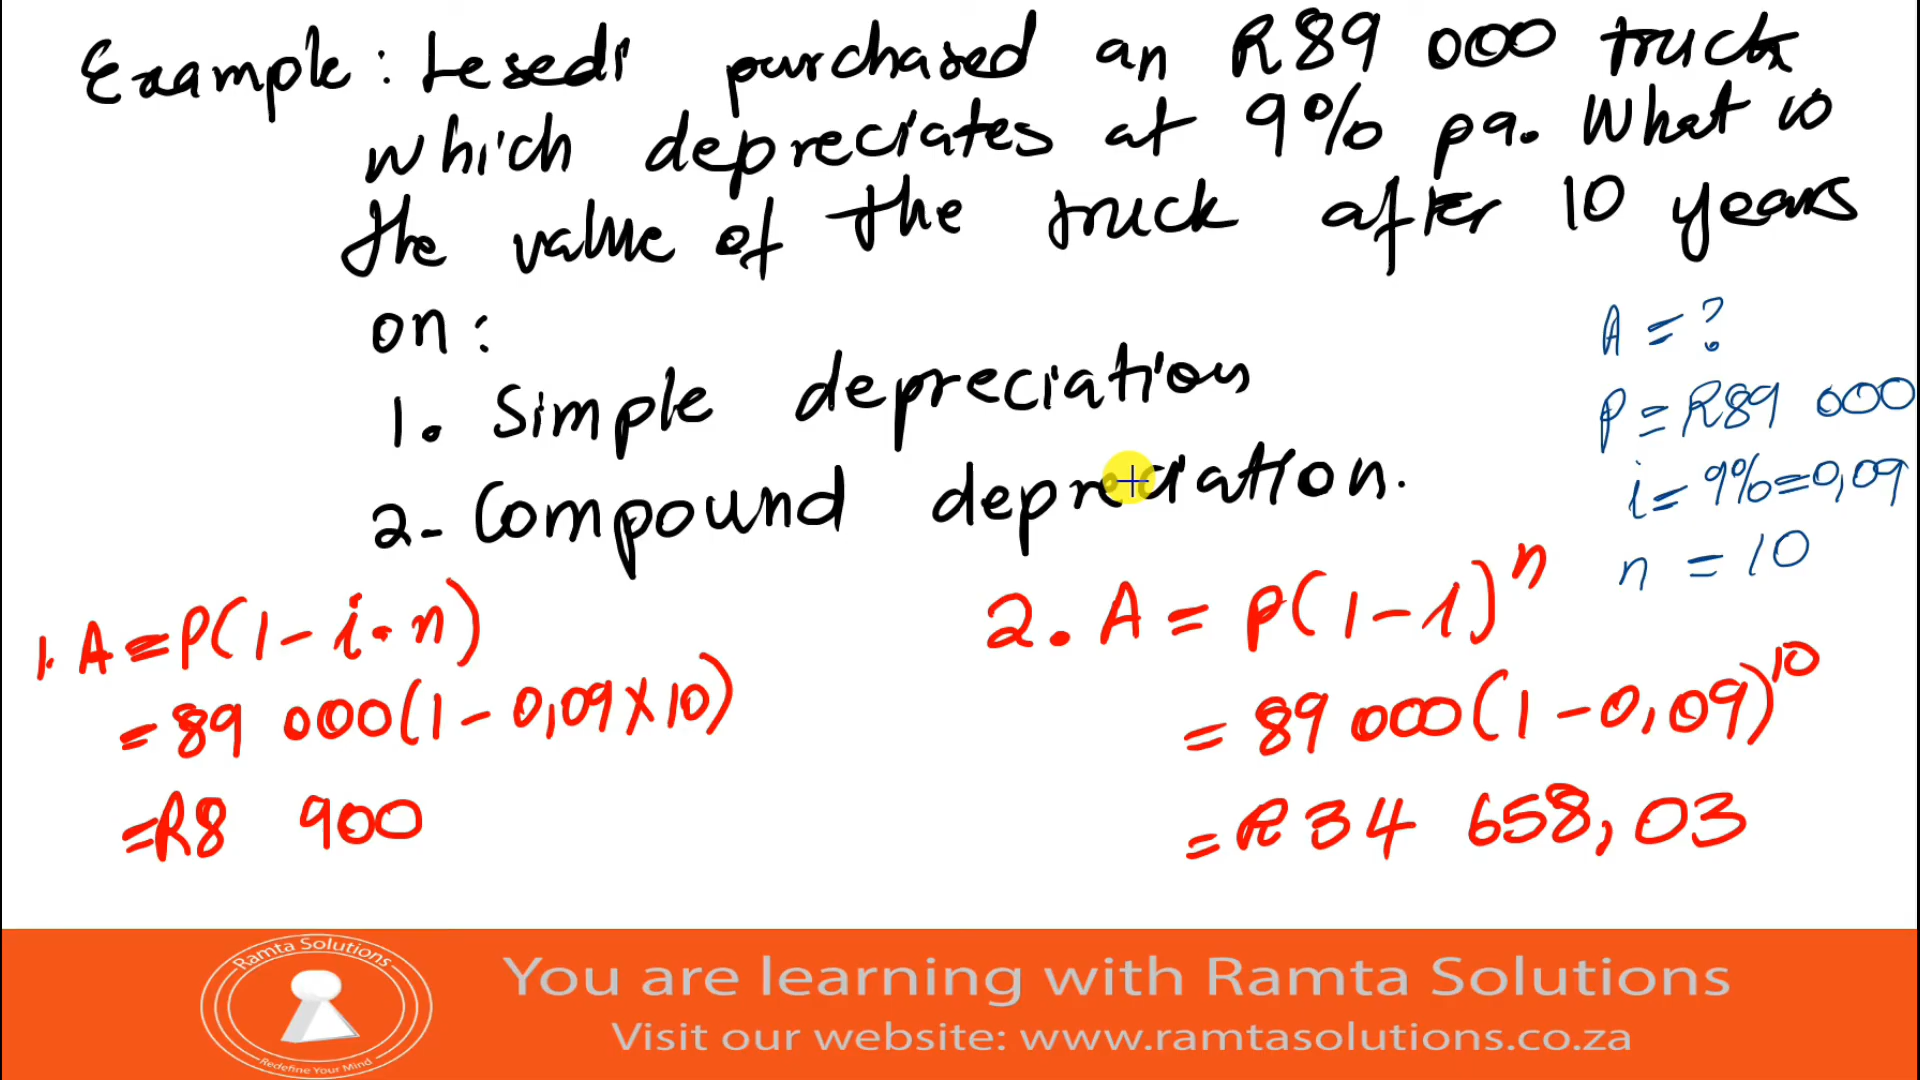 Example: Lesedi purchased an R89 000 truck
which depreciates at 9% pa. What is
the value of the truck after 10 years
on:
1. Simple depreciation
2- Compound depreciation.
A = ?
P = R89 000
i = 9% = 0,09
n = 10
1. A = P(1 - i · n)
= 89 000(1 - 0,09 × 10)
= R8 900
2. A = P(1 - i)^n
= 89 000(1 - 0,09)^10
= R34 658,03
Ramta Solutions
Redefine Your Mind
You are learning with Ramta Solutions
Visit our website: www.ramtasolutions.co.za